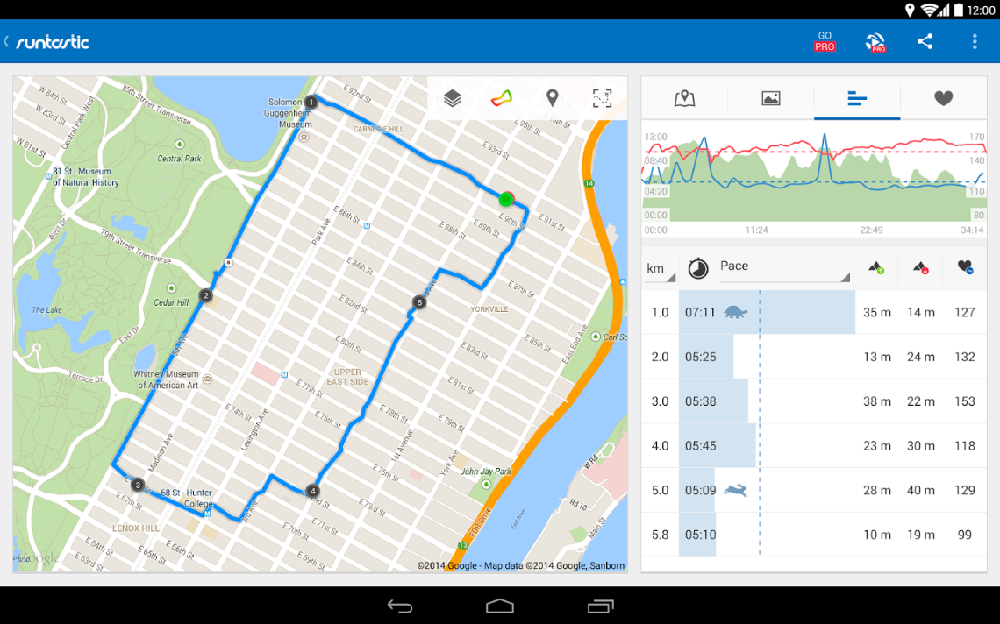 12:00
runtastic
GO
PRO
PRO
W 84th St
85th Street Transverse
Central Park West
W 83rd St
W 81st St
81 St - Museum
of Natural History
Central Park
Solomon
Guggenheim
Museum
1
E 92nd St
CARNEGIE HILL
E 95th St
E 93rd St
14
West Dr
79th Street Transverse
Park Ave
E 86th St
E 88th St
E 89th St
E 90th St
E 91st St
E 84th St
The Lake
Cedar Hill
2
E 82nd St
5
E 87th St
YORKVILLE
East Dr
5th Ave
E 80th St
E 83rd St
E 85th St
East End Ave
Carl Sc
Terrace Dr
Whitney Museum
of American Art
UPPER
EAST SIDE
E 77th St
E 81st St
E 74th St
E 76th St
E 78th St
E 79th St
Madison Ave
Lexington Ave
1st Avenue
York Ave
E 75th St
John Jay Park
W Rd
3
68 St - Hunter
College
4
E 67th St
3rd Ave
E 73rd St
E 71st St
E 70th St
LENOX HILL
FDR Drive
East River
Rd 10
Main St
E 64th St
E 66th St
E 65th St
E 63rd St
E 69th St
13
Pond
Google
©2014 Google - Map data ©2014 Google, Sanborn
13:00
170
08:40
140
04:20
110
00:00
80
00:00
11:24
22:49
34:14
km
Pace
1.0 07:11 35 m 14 m 127
2.0 05:25 13 m 24 m 132
3.0 05:38 38 m 22 m 153
4.0 05:45 23 m 30 m 118
5.0 05:09 28 m 40 m 129
5.8 05:10 10 m 19 m 99